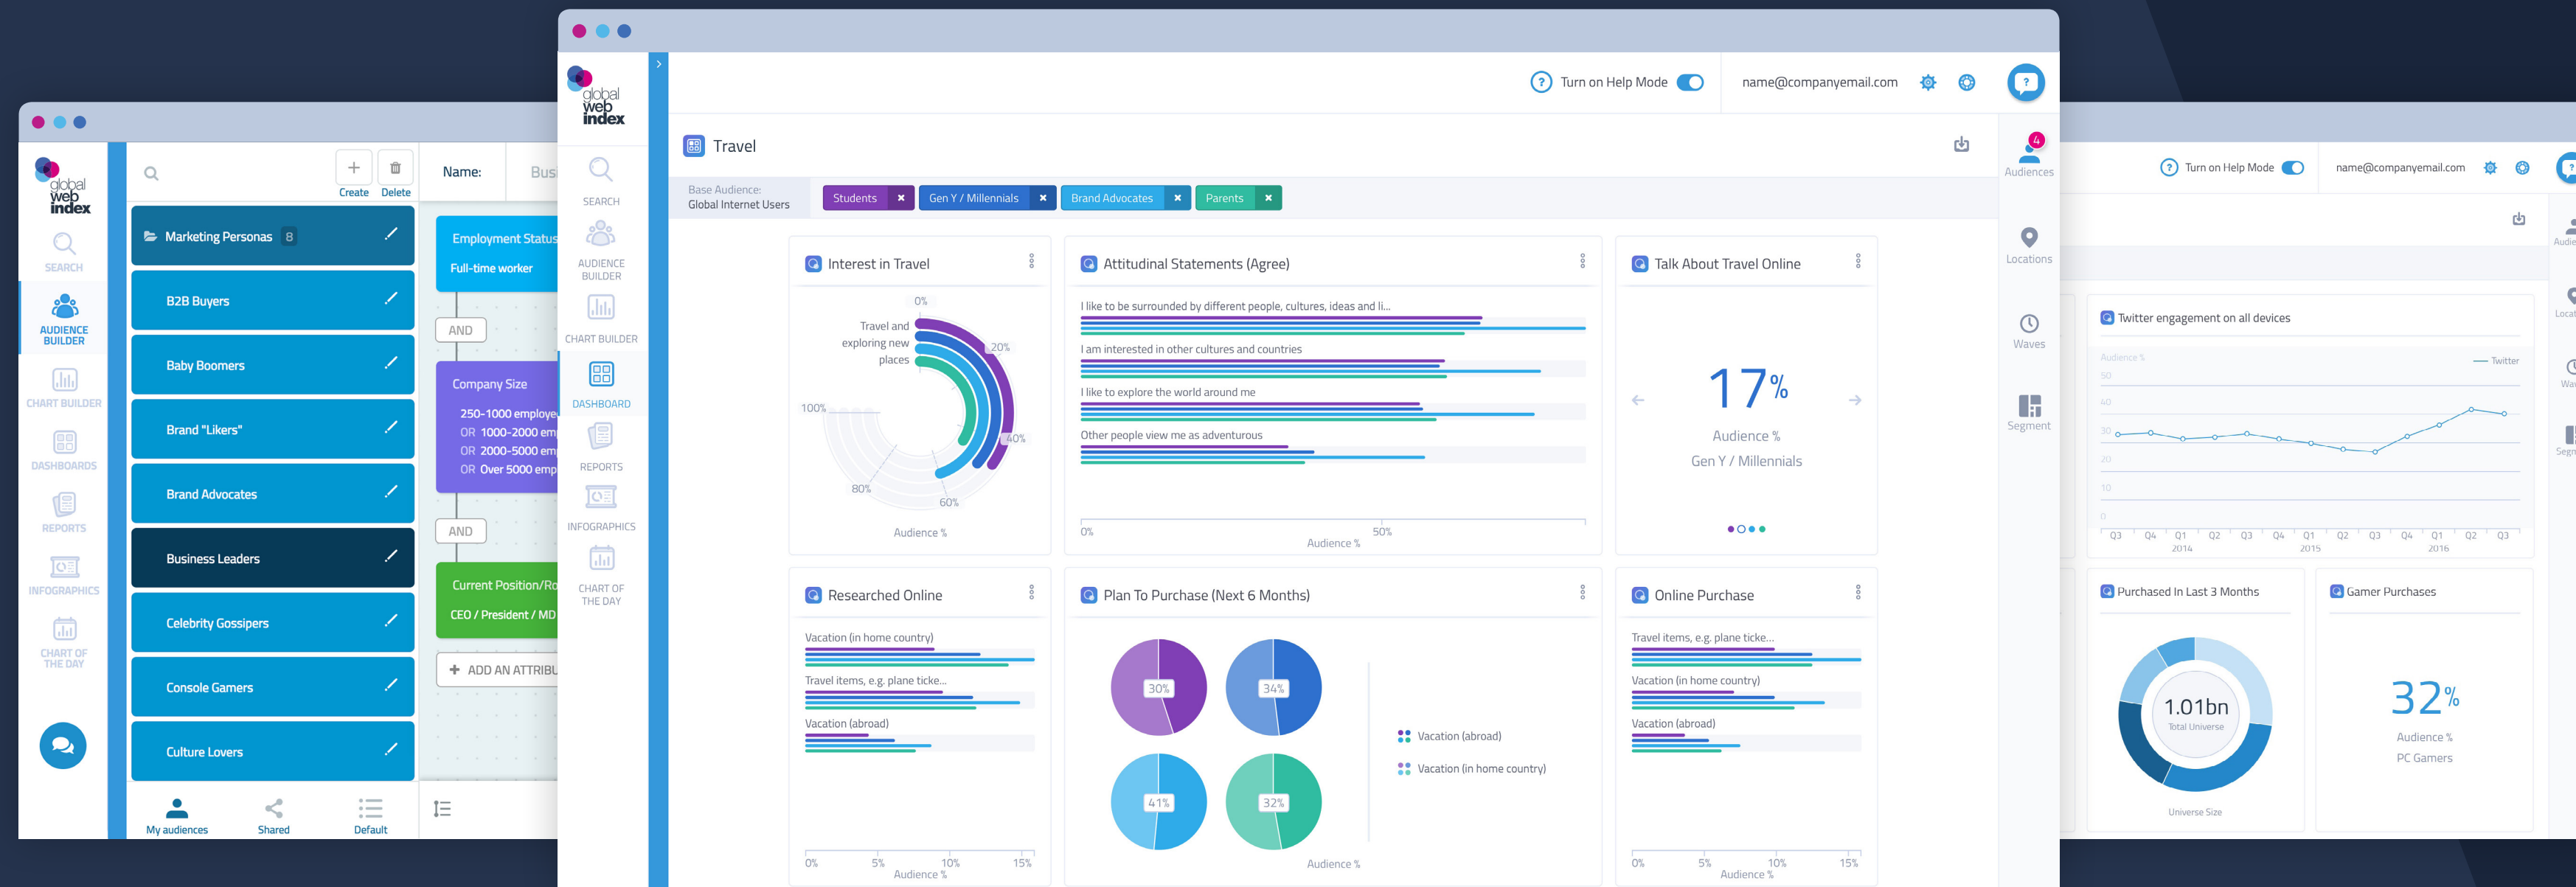 global
web
index
SEARCH
AUDIENCE
BUILDER
CHART BUILDER
DASHBOARDS
REPORTS
INFOGRAPHICS
CHART OF
THE DAY
Create
Delete
Marketing Personas 8
B2B Buyers
Baby Boomers
Brand "Likers"
Brand Advocates
Business Leaders
Celebrity Gossipers
Console Gamers
Culture Lovers
My audiences
Shared
Default
Name:
Employment Status
Full-time worker
AND
Company Size
250-1000
OR 1000-2000
OR 2000-5000
OR Over 5000
AND
Current
CEO / President / MD
+ ADD AN
global
web
index
SEARCH
AUDIENCE
BUILDER
CHART BUILDER
DASHBOARD
REPORTS
INFOGRAPHICS
CHART OF
THE DAY
? Turn on Help Mode
name@companyemail.com
?
Travel
Base Audience:
Global Internet Users
Students ×
Gen Y / Millennials ×
Brand Advocates ×
Parents ×
4
Audiences
Locations
Waves
Segment
Interest in Travel
0%
Travel and
exploring new
places
20%
40%
60%
80%
100%
Audience %
Attitudinal Statements (Agree)
I like to be surrounded by different people, cultures, ideas and li...
I am interested in other cultures and countries
I like to explore the world around me
Other people view me as adventurous
0% 50%
Audience %
Talk About Travel Online
17%
Audience %
Gen Y / Millennials
Researched Online
Vacation (in home country)
Travel items, e.g. plane ticke...
Vacation (abroad)
0% 5% 10% 15%
Audience %
Plan To Purchase (Next 6 Months)
30%
34%
41%
32%
Vacation (abroad)
Vacation (in home country)
Audience %
Online Purchase
Travel items, e.g. plane ticke...
Vacation (in home country)
Vacation (abroad)
0% 5% 10% 15%
Audience %
? Turn on Help Mode
name@companyemail.com
Twitter engagement on all devices
Audience %
Twitter
50
40
30
20
10
0
Q3 Q4 Q1 Q2 Q3 Q4 Q1 Q2 Q3 Q4 Q1 Q2 Q3
2014 2015 2016
Purchased In Last 3 Months
1.01bn
Total Universe
Universe Size
Gamer Purchases
32%
Audience %
PC Gamers